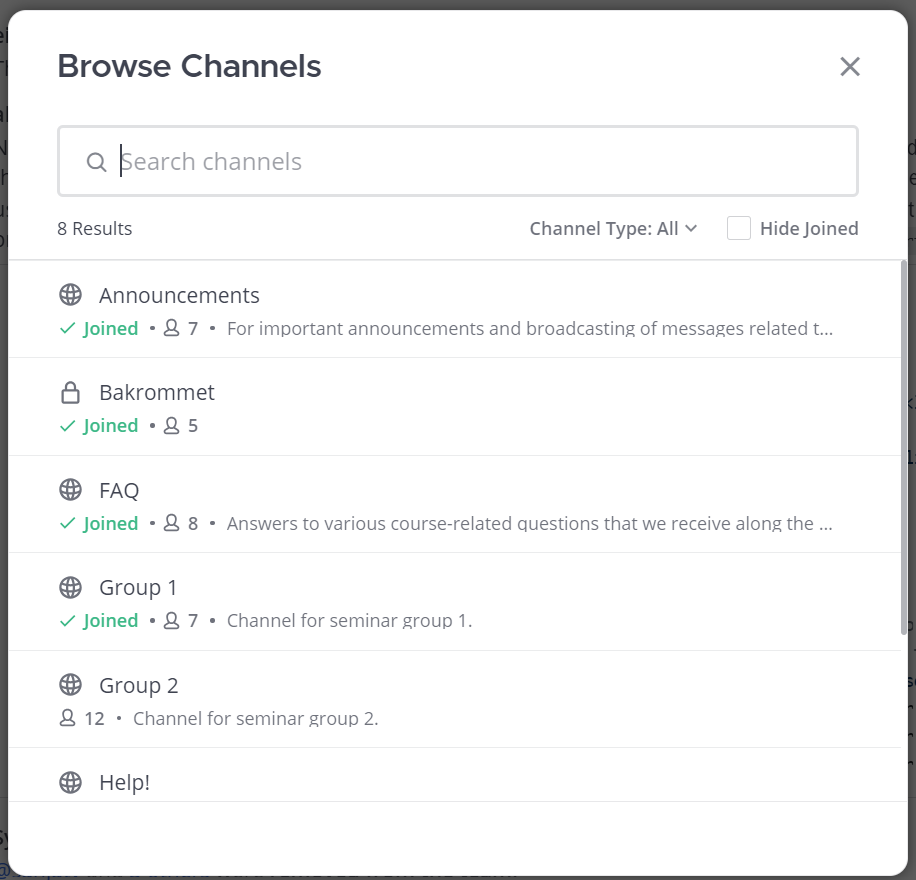 Browse Channels
Search channels
8 Results
Channel Type: All
Hide Joined
Announcements
Joined • 7 • For important announcements and broadcasting of messages related t...
Bakrommet
Joined • 5
FAQ
Joined • 8 • Answers to various course-related questions that we receive along the ...
Group 1
Joined • 7 • Channel for seminar group 1.
Group 2
12 • Channel for seminar group 2.
Help!